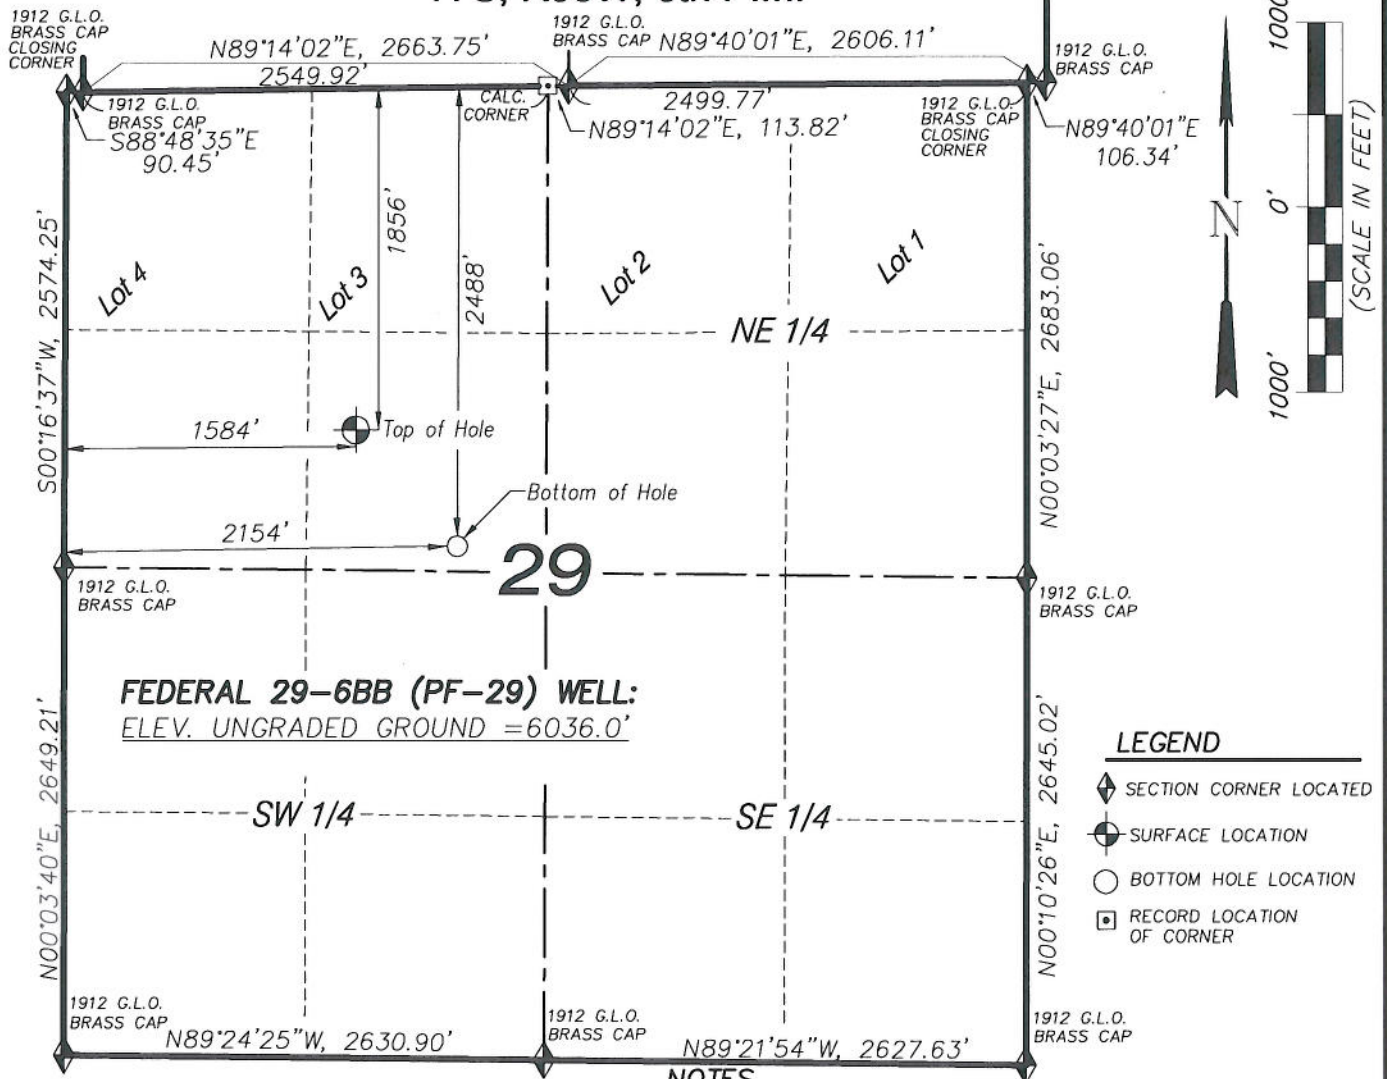 1912 G.L.O.
BRASS CAP
CLOSING
CORNER
N89°14'02"E, 2663.75'
2549.92'
1912 G.L.O.
BRASS CAP
N89°40'01"E, 2606.11'
2499.77'
1912 G.L.O.
BRASS CAP
1912 G.L.O.
BRASS CAP
S88°48'35"E
90.45'
CALC.
CORNER
N89°14'02"E, 113.82'
1912 G.L.O.
BRASS CAP
CLOSING
CORNER
N89°40'01"E
106.34'
N
0'
1000'
(SCALE IN FEET)
S00°16'37"W, 2574.25'
Lot 4
Lot 3
1856'
2488'
Lot 2
Lot 1
NE 1/4
N00°03'27"E, 2683.06'
1584'
Top of Hole
Bottom of Hole
2154'
29
1912 G.L.O.
BRASS CAP
1912 G.L.O.
BRASS CAP
FEDERAL 29-6BB (PF-29) WELL:
ELEV. UNGRADED GROUND =6036.0'
N00°03'40"E, 2649.21'
N00°10'26"E, 2645.02'
SW 1/4
SE 1/4
LEGEND
SECTION CORNER LOCATED
SURFACE LOCATION
BOTTOM HOLE LOCATION
RECORD LOCATION
OF CORNER
1912 G.L.O.
BRASS CAP
N89°24'25"W, 2630.90'
1912 G.L.O.
BRASS CAP
N89°21'54"W, 2627.63'
1912 G.L.O.
BRASS CAP
NOTES